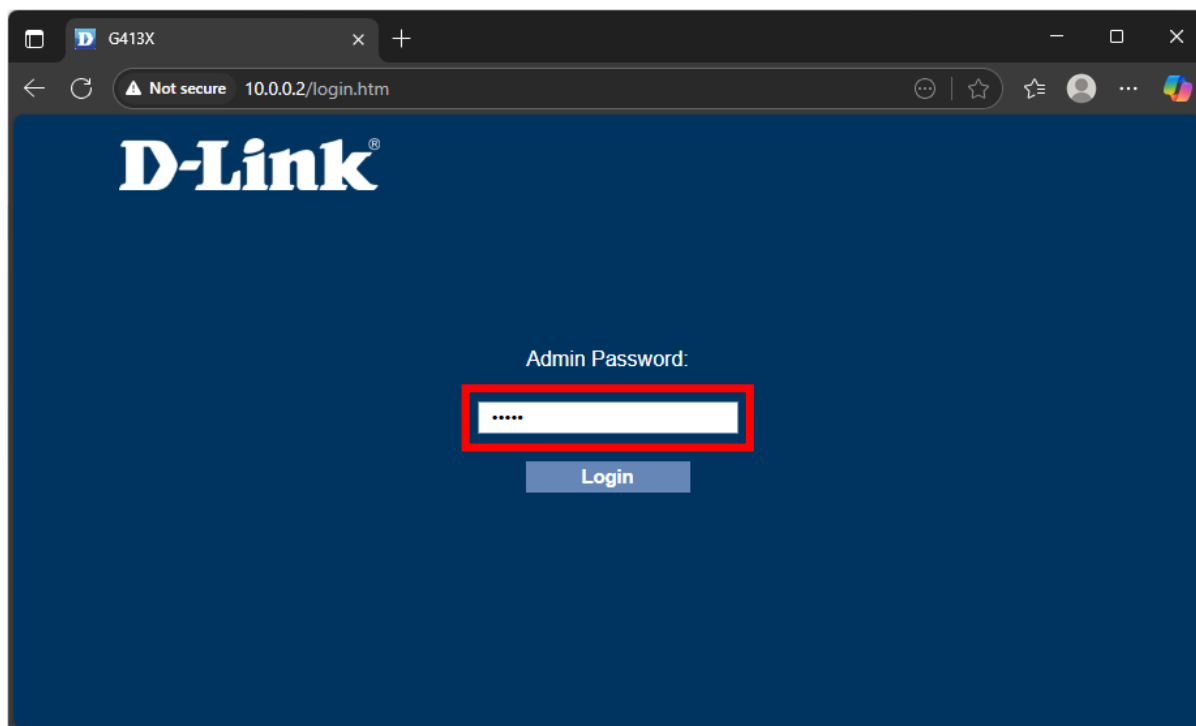 G413X
Not secure 10.0.0.2/login.htm
D-Link®
Admin Password:
•••••
Login